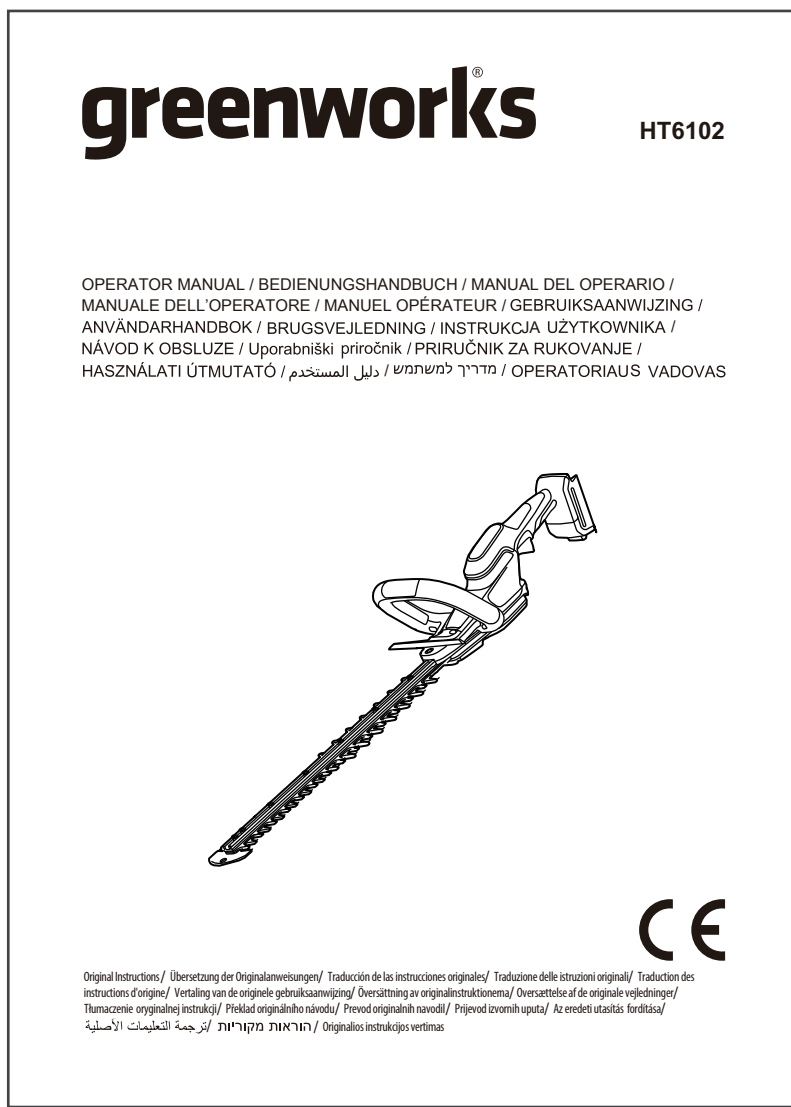 greenworks®
HT6102
OPERATOR MANUAL / BEDIENUNGSHANDBUCH / MANUAL DEL OPERARIO /
MANUALE DELL’OPERATORE / MANUEL OPÉRATEUR / GEBRUIKSAANWIJZING /
ANVÄNDARHANDBOK / BRUGSVEJLEDNING / INSTRUKCJA UŻYTKOWNIKA /
NÁVOD K OBSLUZE / Uporabniški priročnik / PRIRUČNIK ZA RUKOVANJE /
HASZNÁLATI ÚTMUTATÓ / دليل المستخدم / מדריך למשתמש / OPERATORIAUS VADOVAS
CE
Original Instructions / Übersetzung der Originalanweisungen/ Traducción de las instrucciones originales/ Traduzione delle istruzioni originali/ Traduction des
instructions d'origine/ Vertaling van de originele gebruiksaanwijzing/ Översättning av originalinstruktionerna/ Oversættelse af de originale vejledninger/
Tłumaczenie oryginalnej instrukcji/ Překlad originálního návodu/ Prevod originalnih navodil/ Prijevod izvornih uputa/ Az eredeti utasítás fordítása/
ترجمة التعليمات الأصلية/ הוראות מקוריות / Originalios instrukcijos vertimas